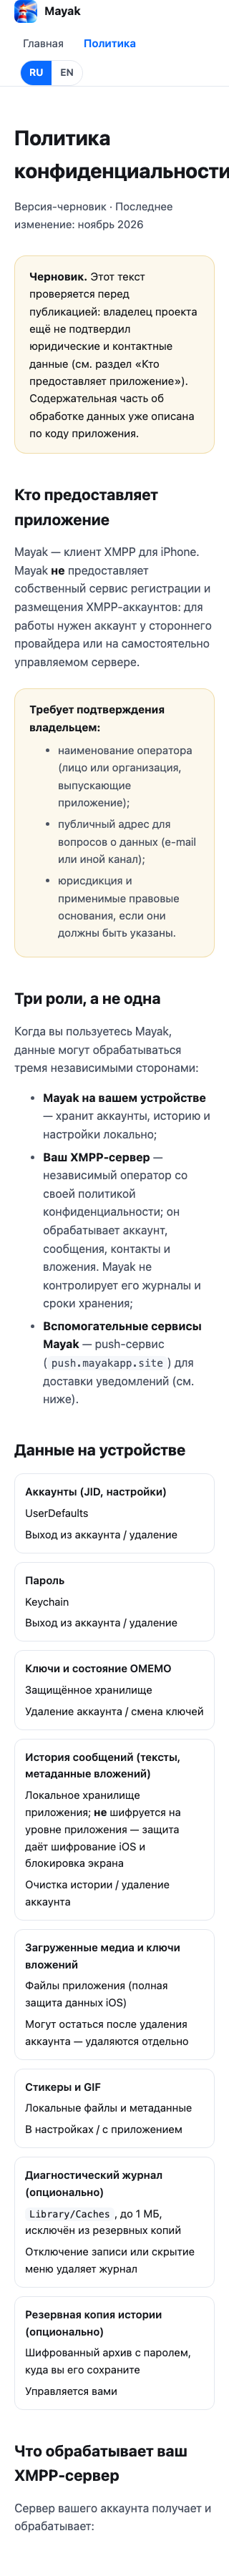 Mayak
Главная Политика
RU EN
Политика
конфиденциальности
Версия-черновик · Последнее
изменение: ноябрь 2026
Черновик. Этот текст
проверяется перед
публикацией: владелец проекта
ещё не подтвердил
юридические и контактные
данные (см. раздел «Кто
предоставляет приложение»).
Содержательная часть об
обработке данных уже описана
по коду приложения.
Кто предоставляет
приложение
Mayak — клиент XMPP для iPhone.
Mayak не предоставляет
собственный сервис регистрации и
размещения XMPP-аккаунтов: для
работы нужен аккаунт у стороннего
провайдера или на самостоятельно
управляемом сервере.
Требует подтверждения
владельцем:
• наименование оператора
(лицо или организация,
выпускающие
приложение);
• публичный адрес для
вопросов о данных (e-mail
или иной канал);
• юрисдикция и
применимые правовые
основания, если они
должны быть указаны.
Три роли, а не одна
Когда вы пользуетесь Mayak,
данные могут обрабатываться
тремя независимыми сторонами:
• Mayak на вашем устройстве
— хранит аккаунты, историю и
настройки локально;
• Ваш XMPP-сервер —
независимый оператор со
своей политикой
конфиденциальности; он
обрабатывает аккаунт,
сообщения, контакты и
вложения. Mayak не
контролирует его журналы и
сроки хранения;
• Вспомогательные сервисы
Mayak — push-сервис
( push.mayakapp.site ) для
доставки уведомлений (см.
ниже).
Данные на устройстве
Аккаунты (JID, настройки)
UserDefaults
Выход из аккаунта / удаление
Пароль
Keychain
Выход из аккаунта / удаление
Ключи и состояние OMEMO
Защищённое хранилище
Удаление аккаунта / смена ключей
История сообщений (тексты,
метаданные вложений)
Локальное хранилище
приложения; не шифруется на
уровне приложения — защита
даёт шифрование iOS и
блокировка экрана
Очистка истории / удаление
аккаунта
Загруженные медиа и ключи
вложений
Файлы приложения (полная
защита данных iOS)
Могут остаться после удаления
аккаунта — удаляются отдельно
Стикеры и GIF
Локальные файлы и метаданные
В настройках / с приложением
Диагностический журнал
(опционально)
Library/Caches , до 1 МБ,
исключён из резервных копий
Отключение записи или скрытие
меню удаляет журнал
Резервная копия истории
(опционально)
Шифрованный архив с паролем,
куда вы его сохраните
Управляется вами
Что обрабатывает ваш
XMPP-сервер
Сервер вашего аккаунта получает и
обрабатывает: